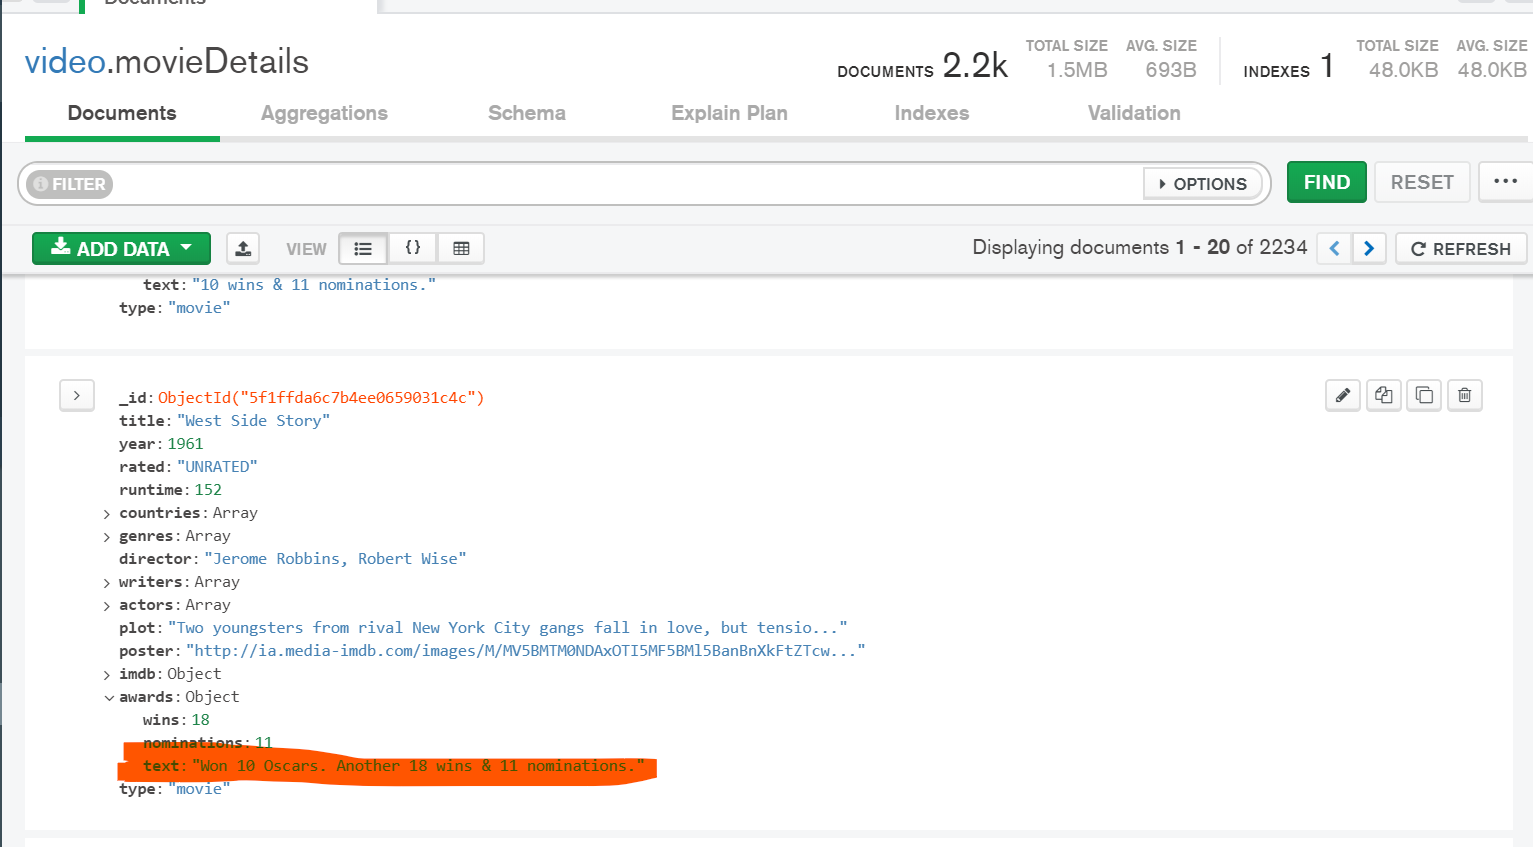 Documents
video.movieDetails
DOCUMENTS 2.2k TOTAL SIZE 1.5MB AVG. SIZE 693B INDEXES 1 TOTAL SIZE 48.0KB AVG. SIZE 48.0KB
Documents Aggregations Schema Explain Plan Indexes Validation
FILTER OPTIONS FIND RESET ...
ADD DATA VIEW {} Displaying documents 1 - 20 of 2234 REFRESH
text: "10 wins & 11 nominations."
type: "movie"
_id: ObjectId("5f1ffda6c7b4ee0659031c4c")
title: "West Side Story"
year: 1961
rated: "UNRATED"
runtime: 152
countries: Array
genres: Array
director: "Jerome Robbins, Robert Wise"
writers: Array
actors: Array
plot: "Two youngsters from rival New York City gangs fall in love, but tensio..."
poster: "http://ia.media-imdb.com/images/M/MV5BMTM0NDAxOTI5MF5BMl5BanBnXkFtZTcw..."
imdb: Object
awards: Object
wins: 18
nominations: 11
text: "Won 10 Oscars. Another 18 wins & 11 nominations."
type: "movie"